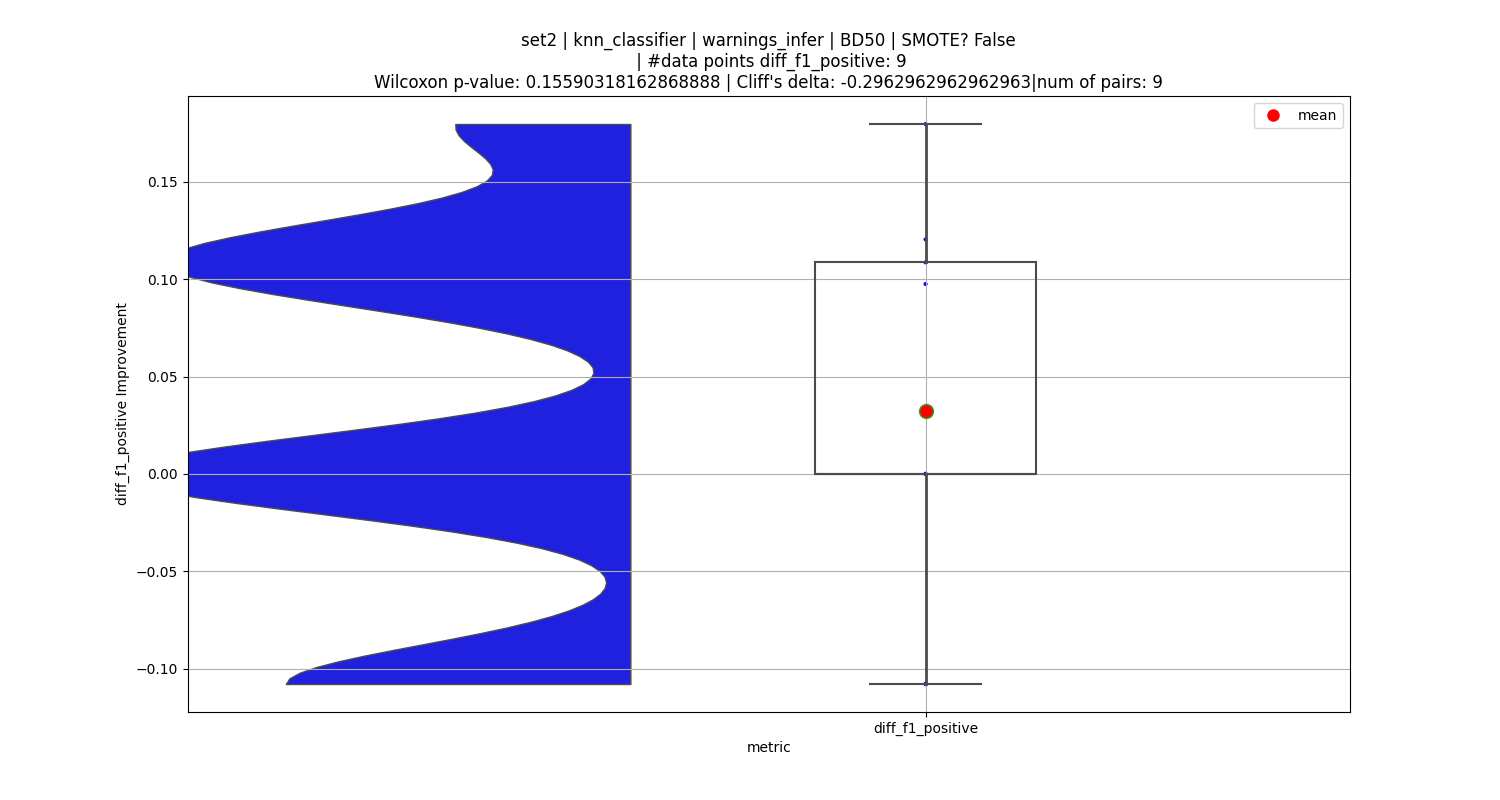 set2 | knn_classifier | warnings_infer | BD50 | SMOTE? False
| #data points diff_f1_positive: 9
Wilcoxon p-value: 0.15590318162868888 | Cliff's delta: -0.2962962962962963|num of pairs: 9
mean
0.15
0.10
0.05
0.00
−0.05
−0.10
diff_f1_positive Improvement
diff_f1_positive
metric